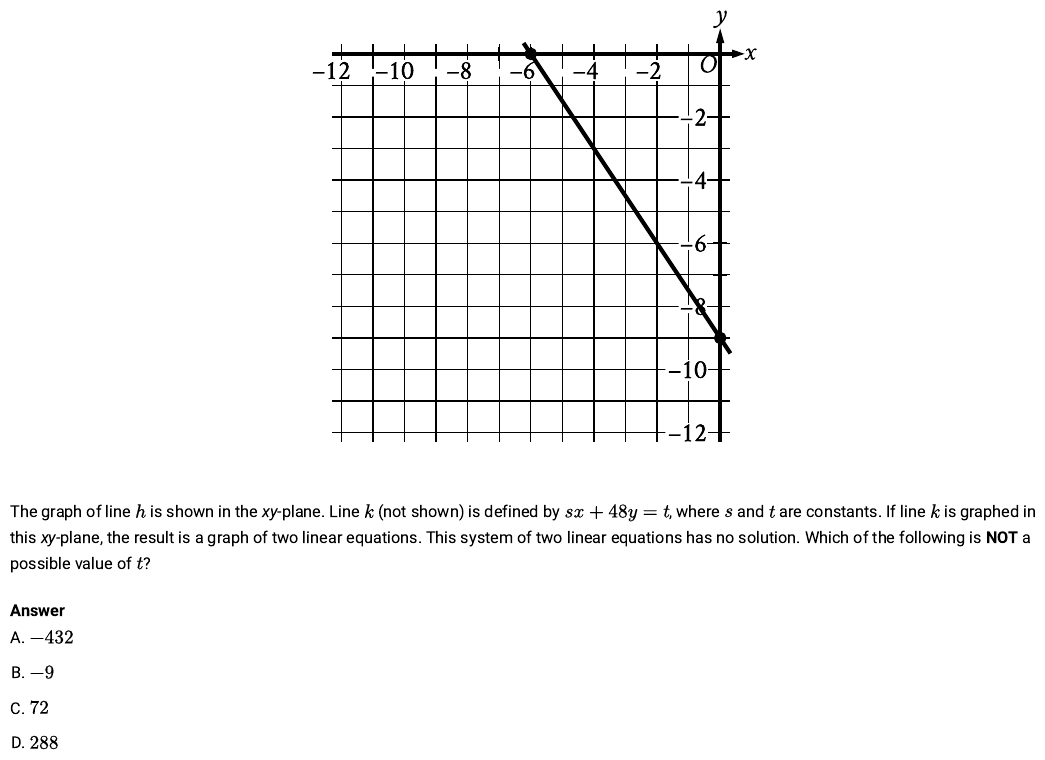 y
−12 −10 −8 −6 −4 −2 O x
−2
−4
−6
−8
−10
−12
The graph of line h is shown in the xy-plane. Line k (not shown) is defined by sx + 48y = t, where s and t are constants. If line k is graphed in
this xy-plane, the result is a graph of two linear equations. This system of two linear equations has no solution. Which of the following is NOT a
possible value of t?
Answer
A. −432
B. −9
C. 72
D. 288